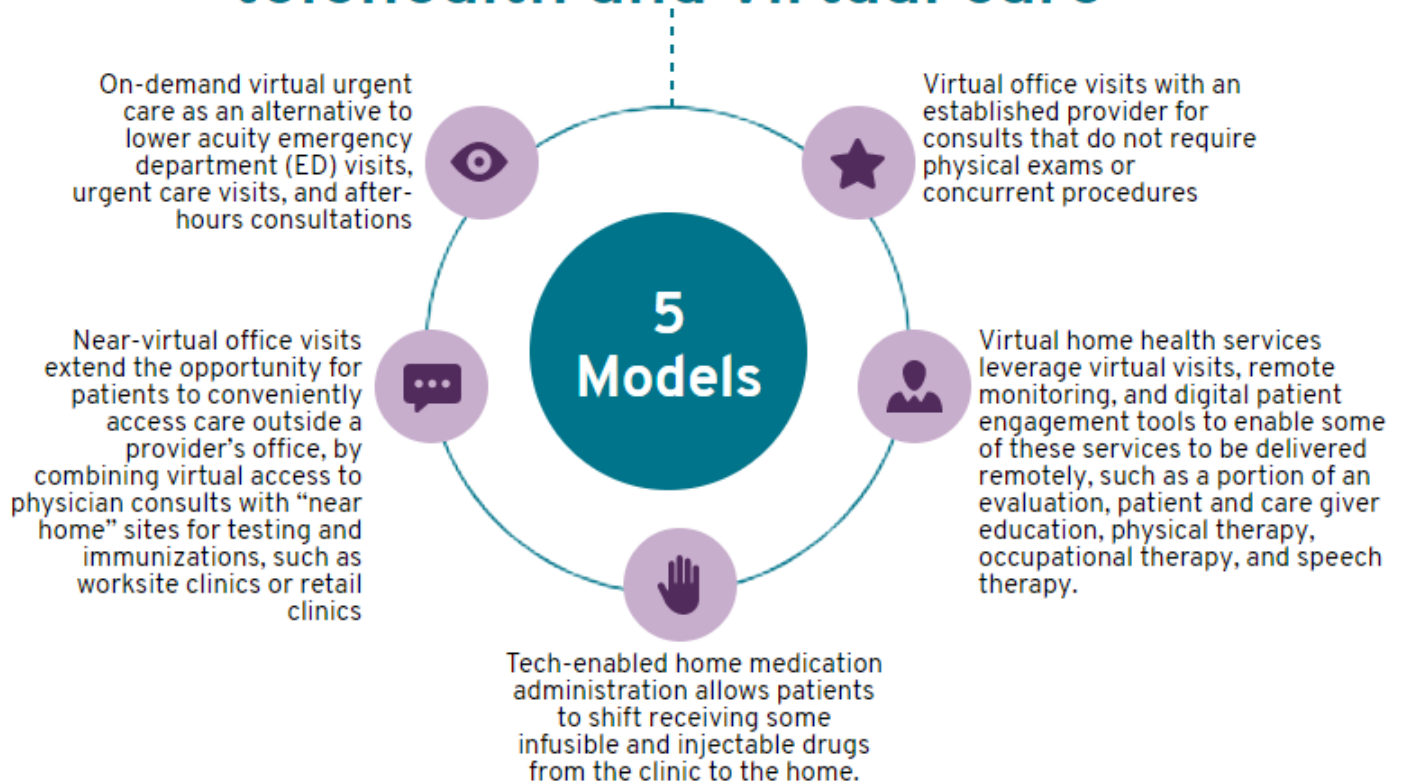 telehealth and virtual care
On-demand virtual urgent
care as an alternative to
lower acuity emergency
department (ED) visits,
urgent care visits, and after-
hours consultations
Virtual office visits with an
established provider for
consults that do not require
physical exams or
concurrent procedures
5
Models
Near-virtual office visits
extend the opportunity for
patients to conveniently
access care outside a
provider’s office, by
combining virtual access to
physician consults with “near
home” sites for testing and
immunizations, such as
worksite clinics or retail
clinics
Virtual home health services
leverage virtual visits, remote
monitoring, and digital patient
engagement tools to enable some
of these services to be delivered
remotely, such as a portion of an
evaluation, patient and care giver
education, physical therapy,
occupational therapy, and speech
therapy.
Tech-enabled home medication
administration allows patients
to shift receiving some
infusible and injectable drugs
from the clinic to the home.